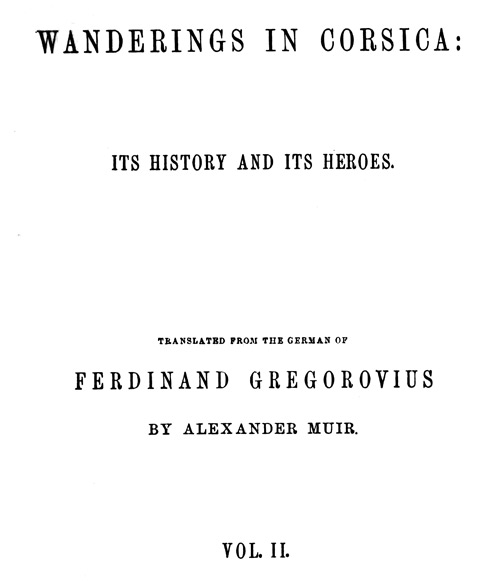 WANDERINGS IN CORSICA:
ITS HISTORY AND ITS HEROES.
TRANSLATED FROM THE GERMAN OF
FERDINAND GREGOROVIUS
BY ALEXANDER MUIR.
VOL. II.